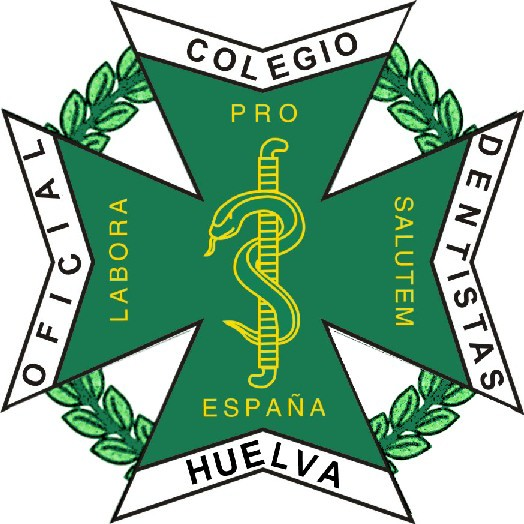 COLEGIO
OFICIAL
DENTISTAS
HUELVA
PRO
LABORA
SALUTEM
ESPAÑA